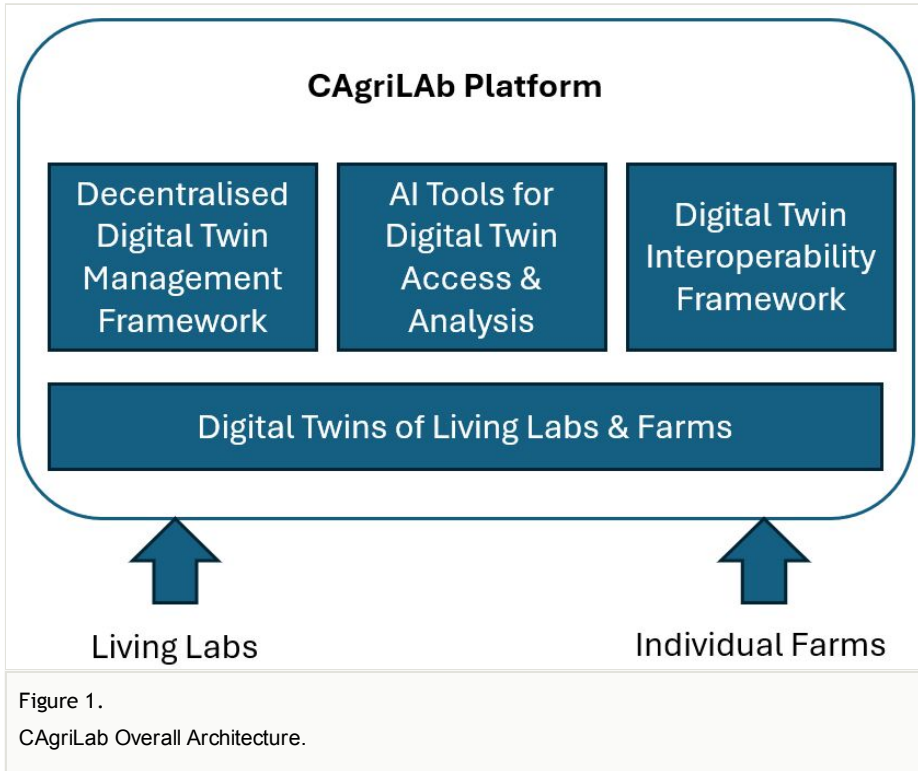 CAgriLAb Platform
Decentralised
Digital Twin
Management
Framework
AI Tools for
Digital Twin
Access &
Analysis
Digital Twin
Interoperability
Framework
Digital Twins of Living Labs & Farms
Living Labs
Individual Farms
Figure 1.
CAgriLab Overall Architecture.